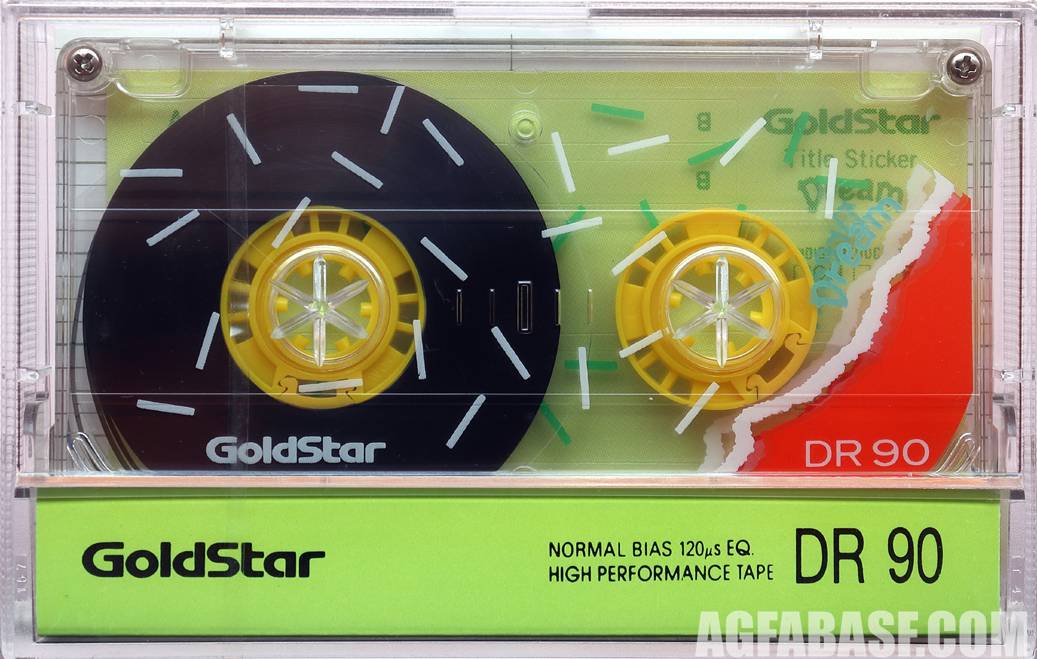 B
GoldStar
Title Sticker
B
Dream
Dream
GoldStar
DR 90
GoldStar
NORMAL BIAS 120µs EQ.
HIGH PERFORMANCE TAPE
DR 90
AGFABASE.COM